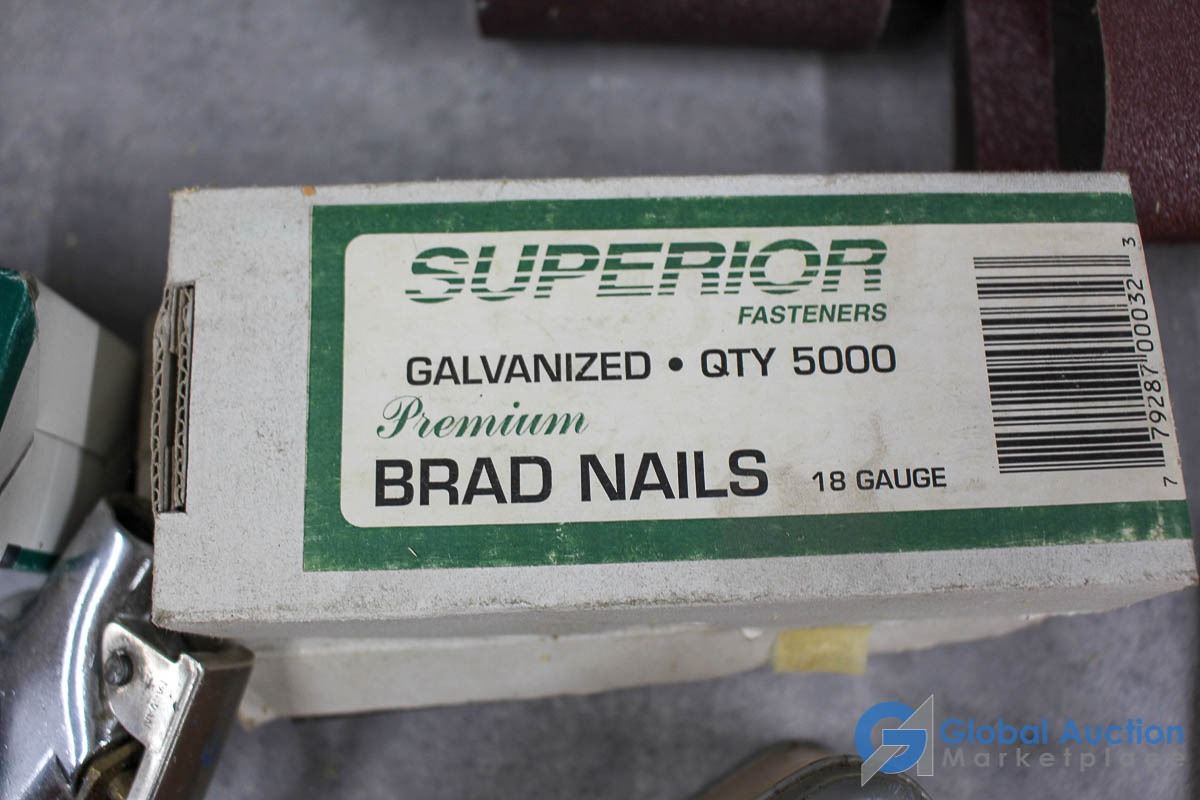 SUPERIOR
FASTENERS
GALVANIZED • QTY 5000
Premium
BRAD NAILS 18 GAUGE
7 79287 00032 3
Global Auction
Marketplace